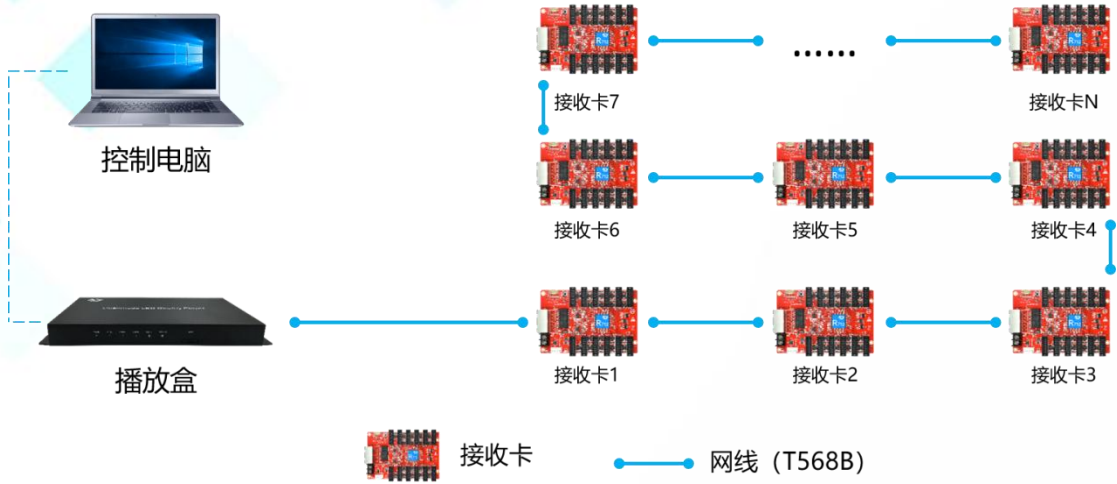 接收卡7
......
接收卡N
控制电脑
接收卡6
接收卡5
接收卡4
播放盒
接收卡1
接收卡2
接收卡3
接收卡
网线（T568B）